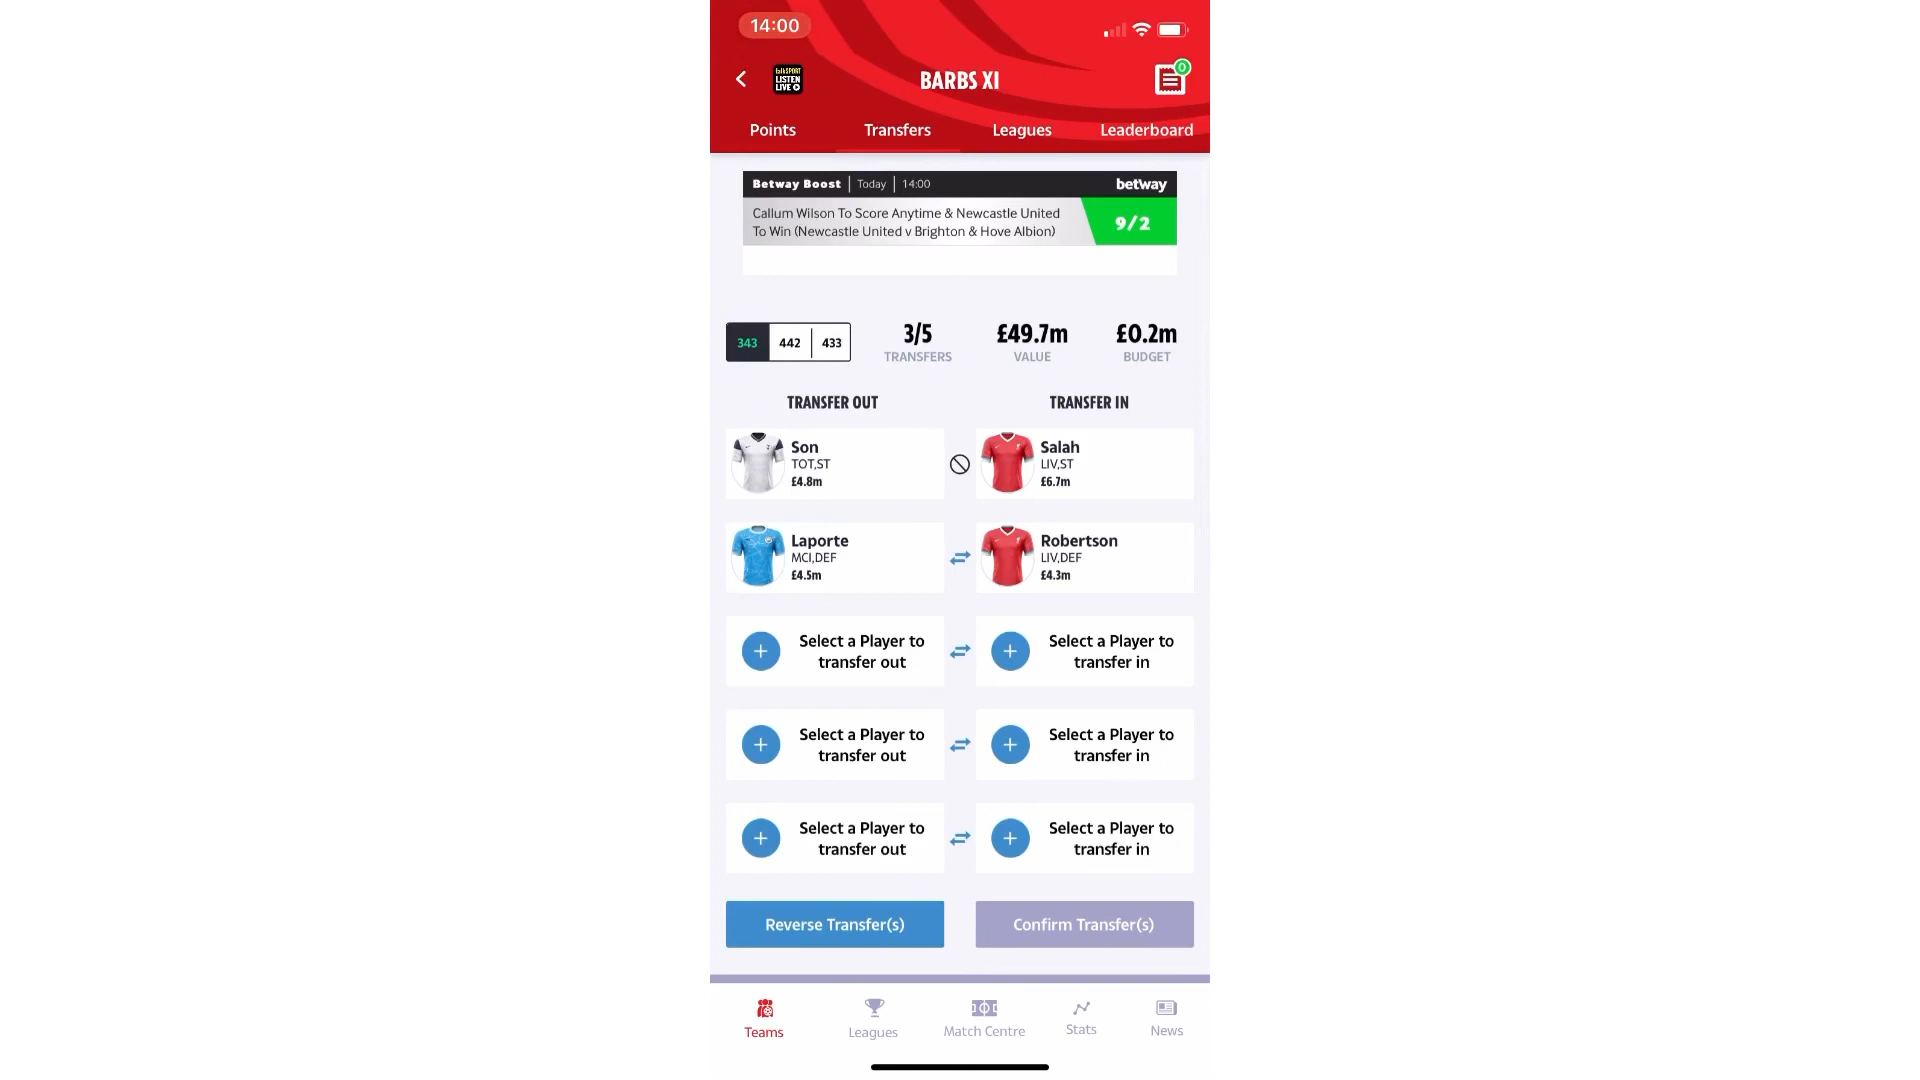 14:00
talkSPORT
LISTEN
LIVE
BARBS XI
0
Points Transfers Leagues Leaderboard
Betway Boost | Today | 14:00 betway
Callum Wilson To Score Anytime & Newcastle United
To Win (Newcastle United v Brighton & Hove Albion)
9/2
343 442 433
3/5 £49.7m £0.2m
TRANSFERS VALUE BUDGET
TRANSFER OUT TRANSFER IN
Son
TOT,ST
£4.8m
Salah
LIV,ST
£6.7m
Laporte
MCI,DEF
£4.5m
Robertson
LIV,DEF
£4.3m
Select a Player to
transfer out
Select a Player to
transfer in
Select a Player to
transfer out
Select a Player to
transfer in
Select a Player to
transfer out
Select a Player to
transfer in
Reverse Transfer(s) Confirm Transfer(s)
Teams Leagues Match Centre Stats News